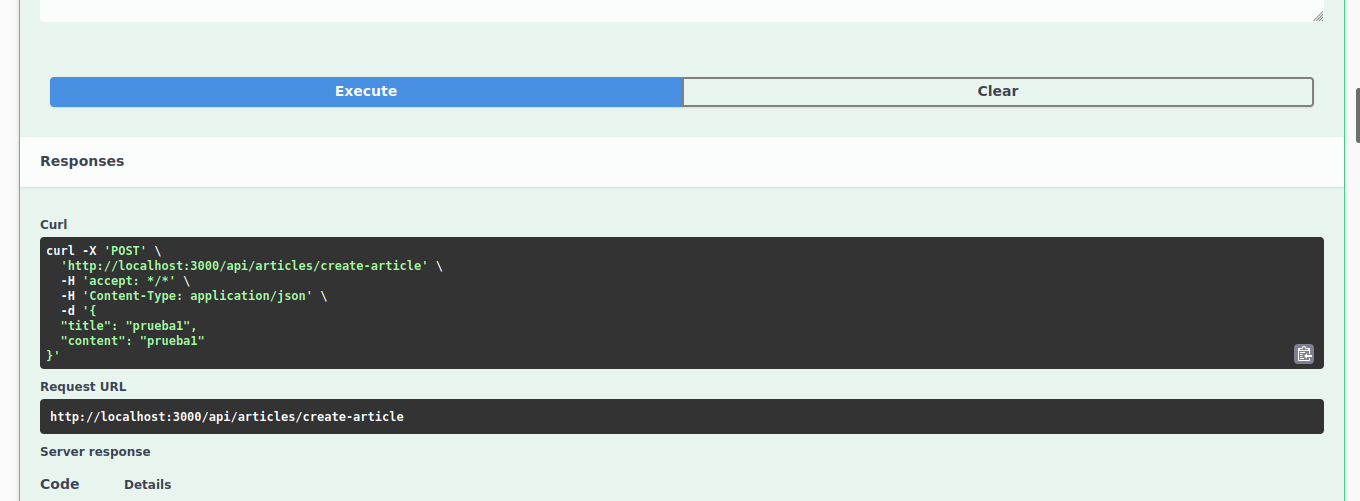 Execute
Clear
Responses
Curl
curl -X 'POST' \
  'http://localhost:3000/api/articles/create-article' \
  -H 'accept: */*' \
  -H 'Content-Type: application/json' \
  -d '{
  "title": "prueba1",
  "content": "prueba1"
}'
Request URL
http://localhost:3000/api/articles/create-article
Server response
Code Details